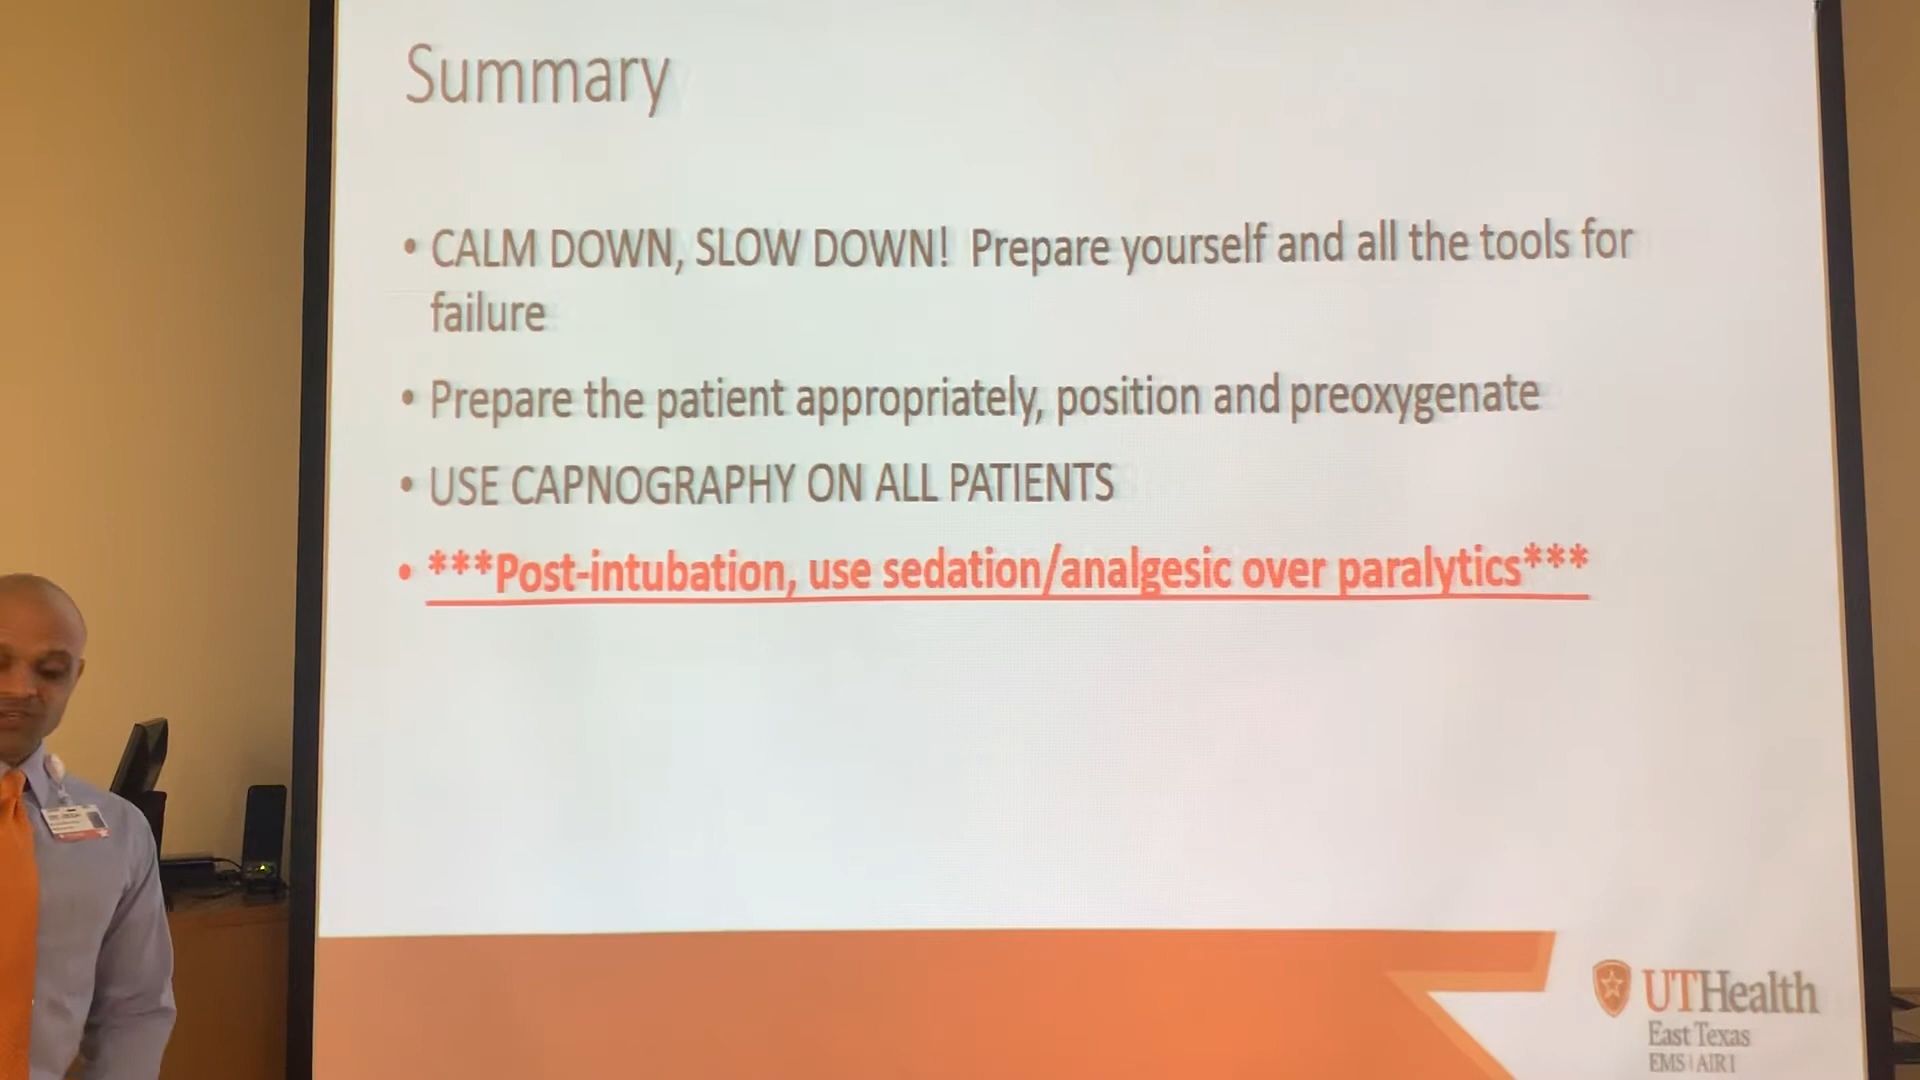 Summary
• CALM DOWN, SLOW DOWN! Prepare yourself and all the tools for
failure
• Prepare the patient appropriately, position and preoxygenate
• USE CAPNOGRAPHY ON ALL PATIENTS
• ***Post-intubation, use sedation/analgesic over paralytics***
UTHealth
East Texas
EMS | AIR 1